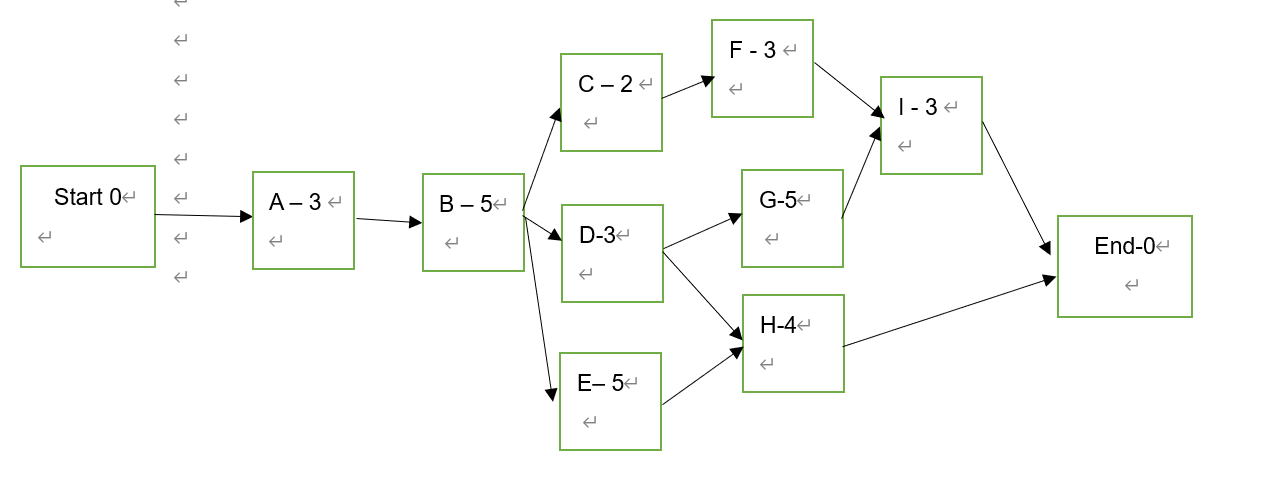 Start 0
A – 3
B – 5
C – 2
D-3
E– 5
F - 3
G-5
H-4
I - 3
End-0